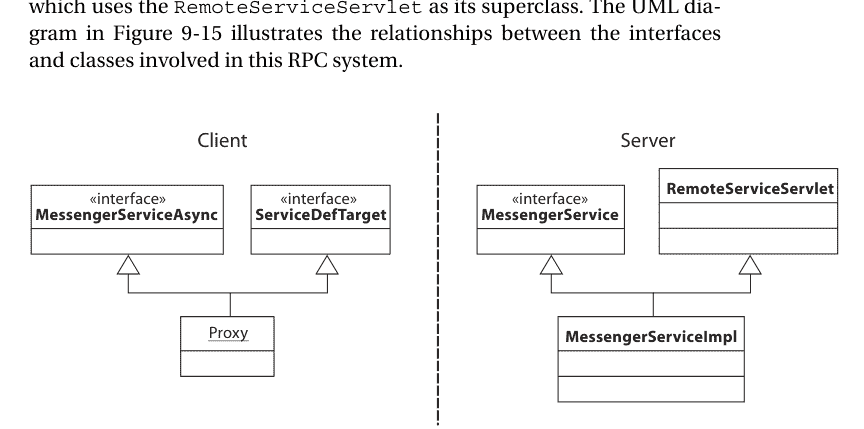 which uses the RemoteServiceServlet as its superclass. The UML dia-
gram in Figure 9-15 illustrates the relationships between the interfaces
and classes involved in this RPC system.
Client
Server
«interface»
MessengerServiceAsync
«interface»
ServiceDefTarget
«interface»
MessengerService
RemoteServiceServlet
Proxy
MessengerServiceImpl